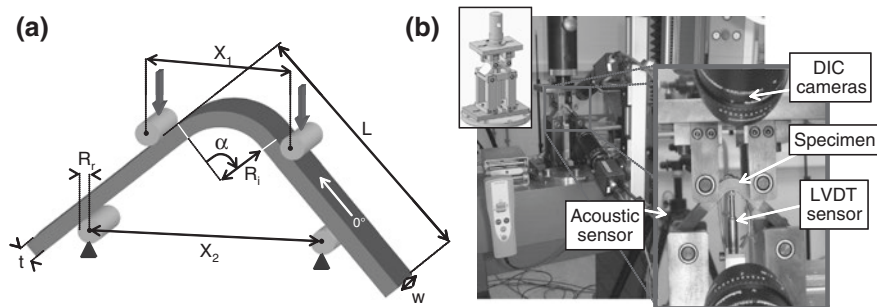 (a)
X1
L
α
Rr
Ri
0°
X2
t
w
(b)
DIC
cameras
Specimen
LVDT
sensor
Acoustic
sensor